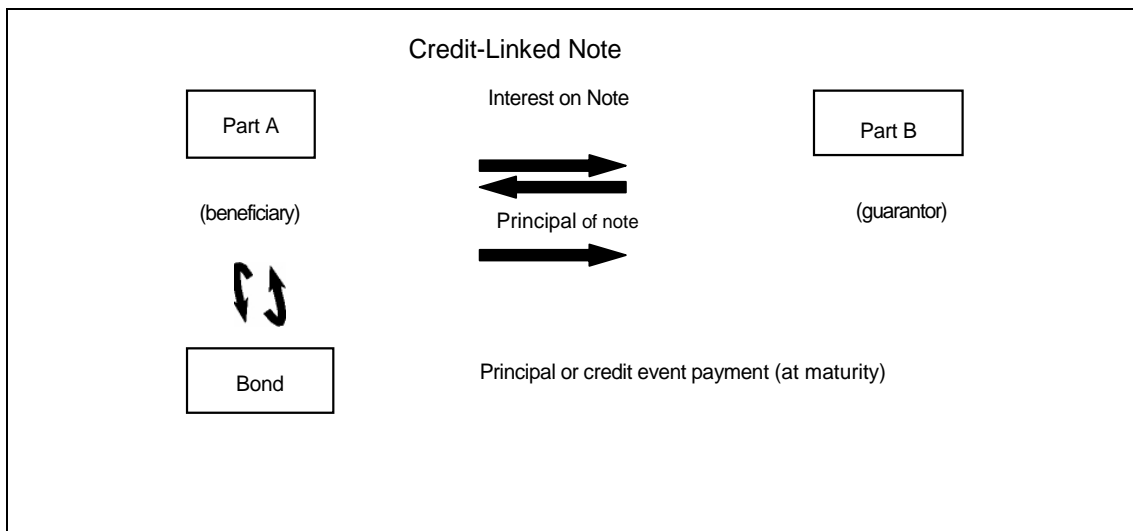 Credit-Linked Note
Interest on Note
Part A
Part B
(beneficiary)
(guarantor)
Principal of note
Bond
Principal or credit event payment (at maturity)